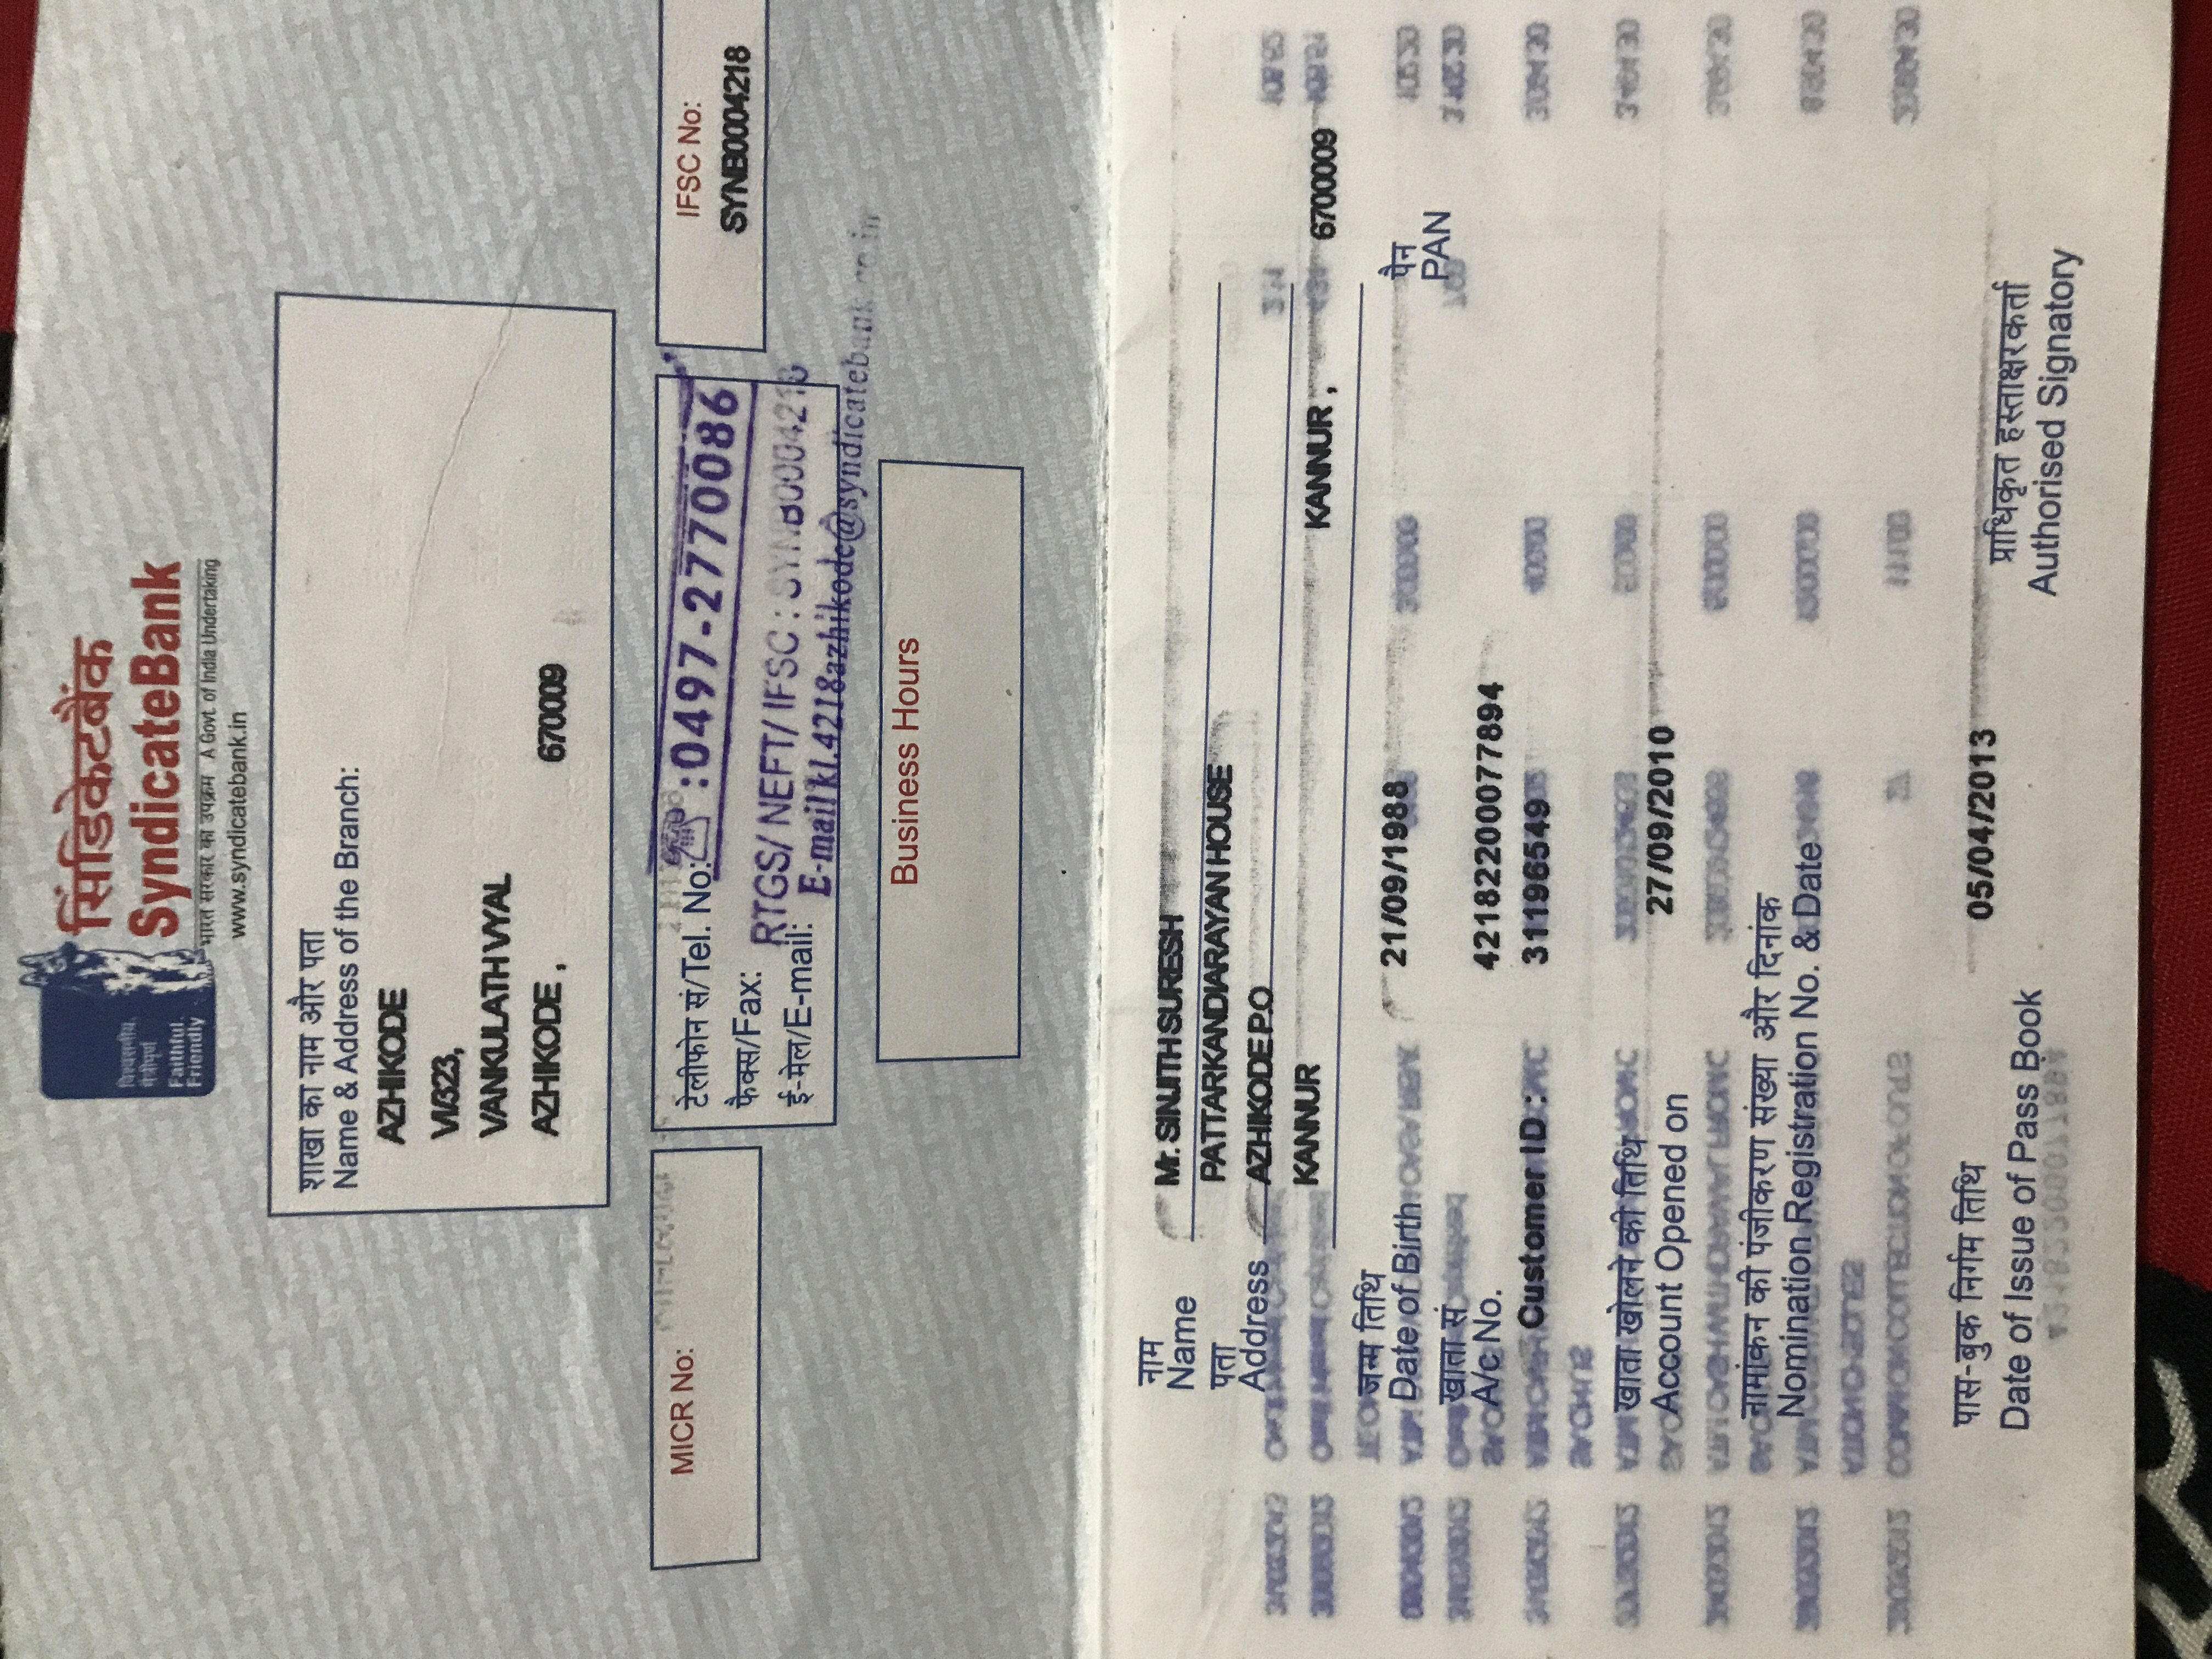 विश्वसनीय.
मैत्रीपूर्ण
Faithful.
Friendly
सिंडिकेटबैंक
SyndicateBank
भारत सरकार का उपक्रम A Govt. of India Undertaking
www.syndicatebank.in
शाखा का नाम और पता
Name & Address of the Branch:
AZHIKODE
VI/323,
VANKULATH VYAL
AZHIKODE , 670009
MICR No:
टेलीफोन सं/Tel. No: :0497-2770086
फैक्स/Fax:
RTGS/ NEFT/ IFSC : SYNB0004218
ई-मेल/E-mail:
E-mail kl.4218azhikode@syndicatebank.co.in
IFSC No:
SYNB0004218
Business Hours
नाम
Name Mr. SINJITH SURESH
पता PATTARKANDIARAYAN HOUSE
Address AZHIKODE P.O
KANNUR KANNUR , 6700009
जन्म तिथि
Date of Birth 21/09/1988
पैन
PAN
खाता सं
A/c No. 42182200077894
Customer ID : 31196549
खाता खोलने की तिथि
Account Opened on 27/09/2010
नामांकन की पंजीकरण संख्या और दिनांक
Nomination Registration No. & Date
पास-बुक निर्गम तिथि 05/04/2013
Date of Issue of Pass Book
प्राधिकृत हस्ताक्षरकर्ता
Authorised Signatory